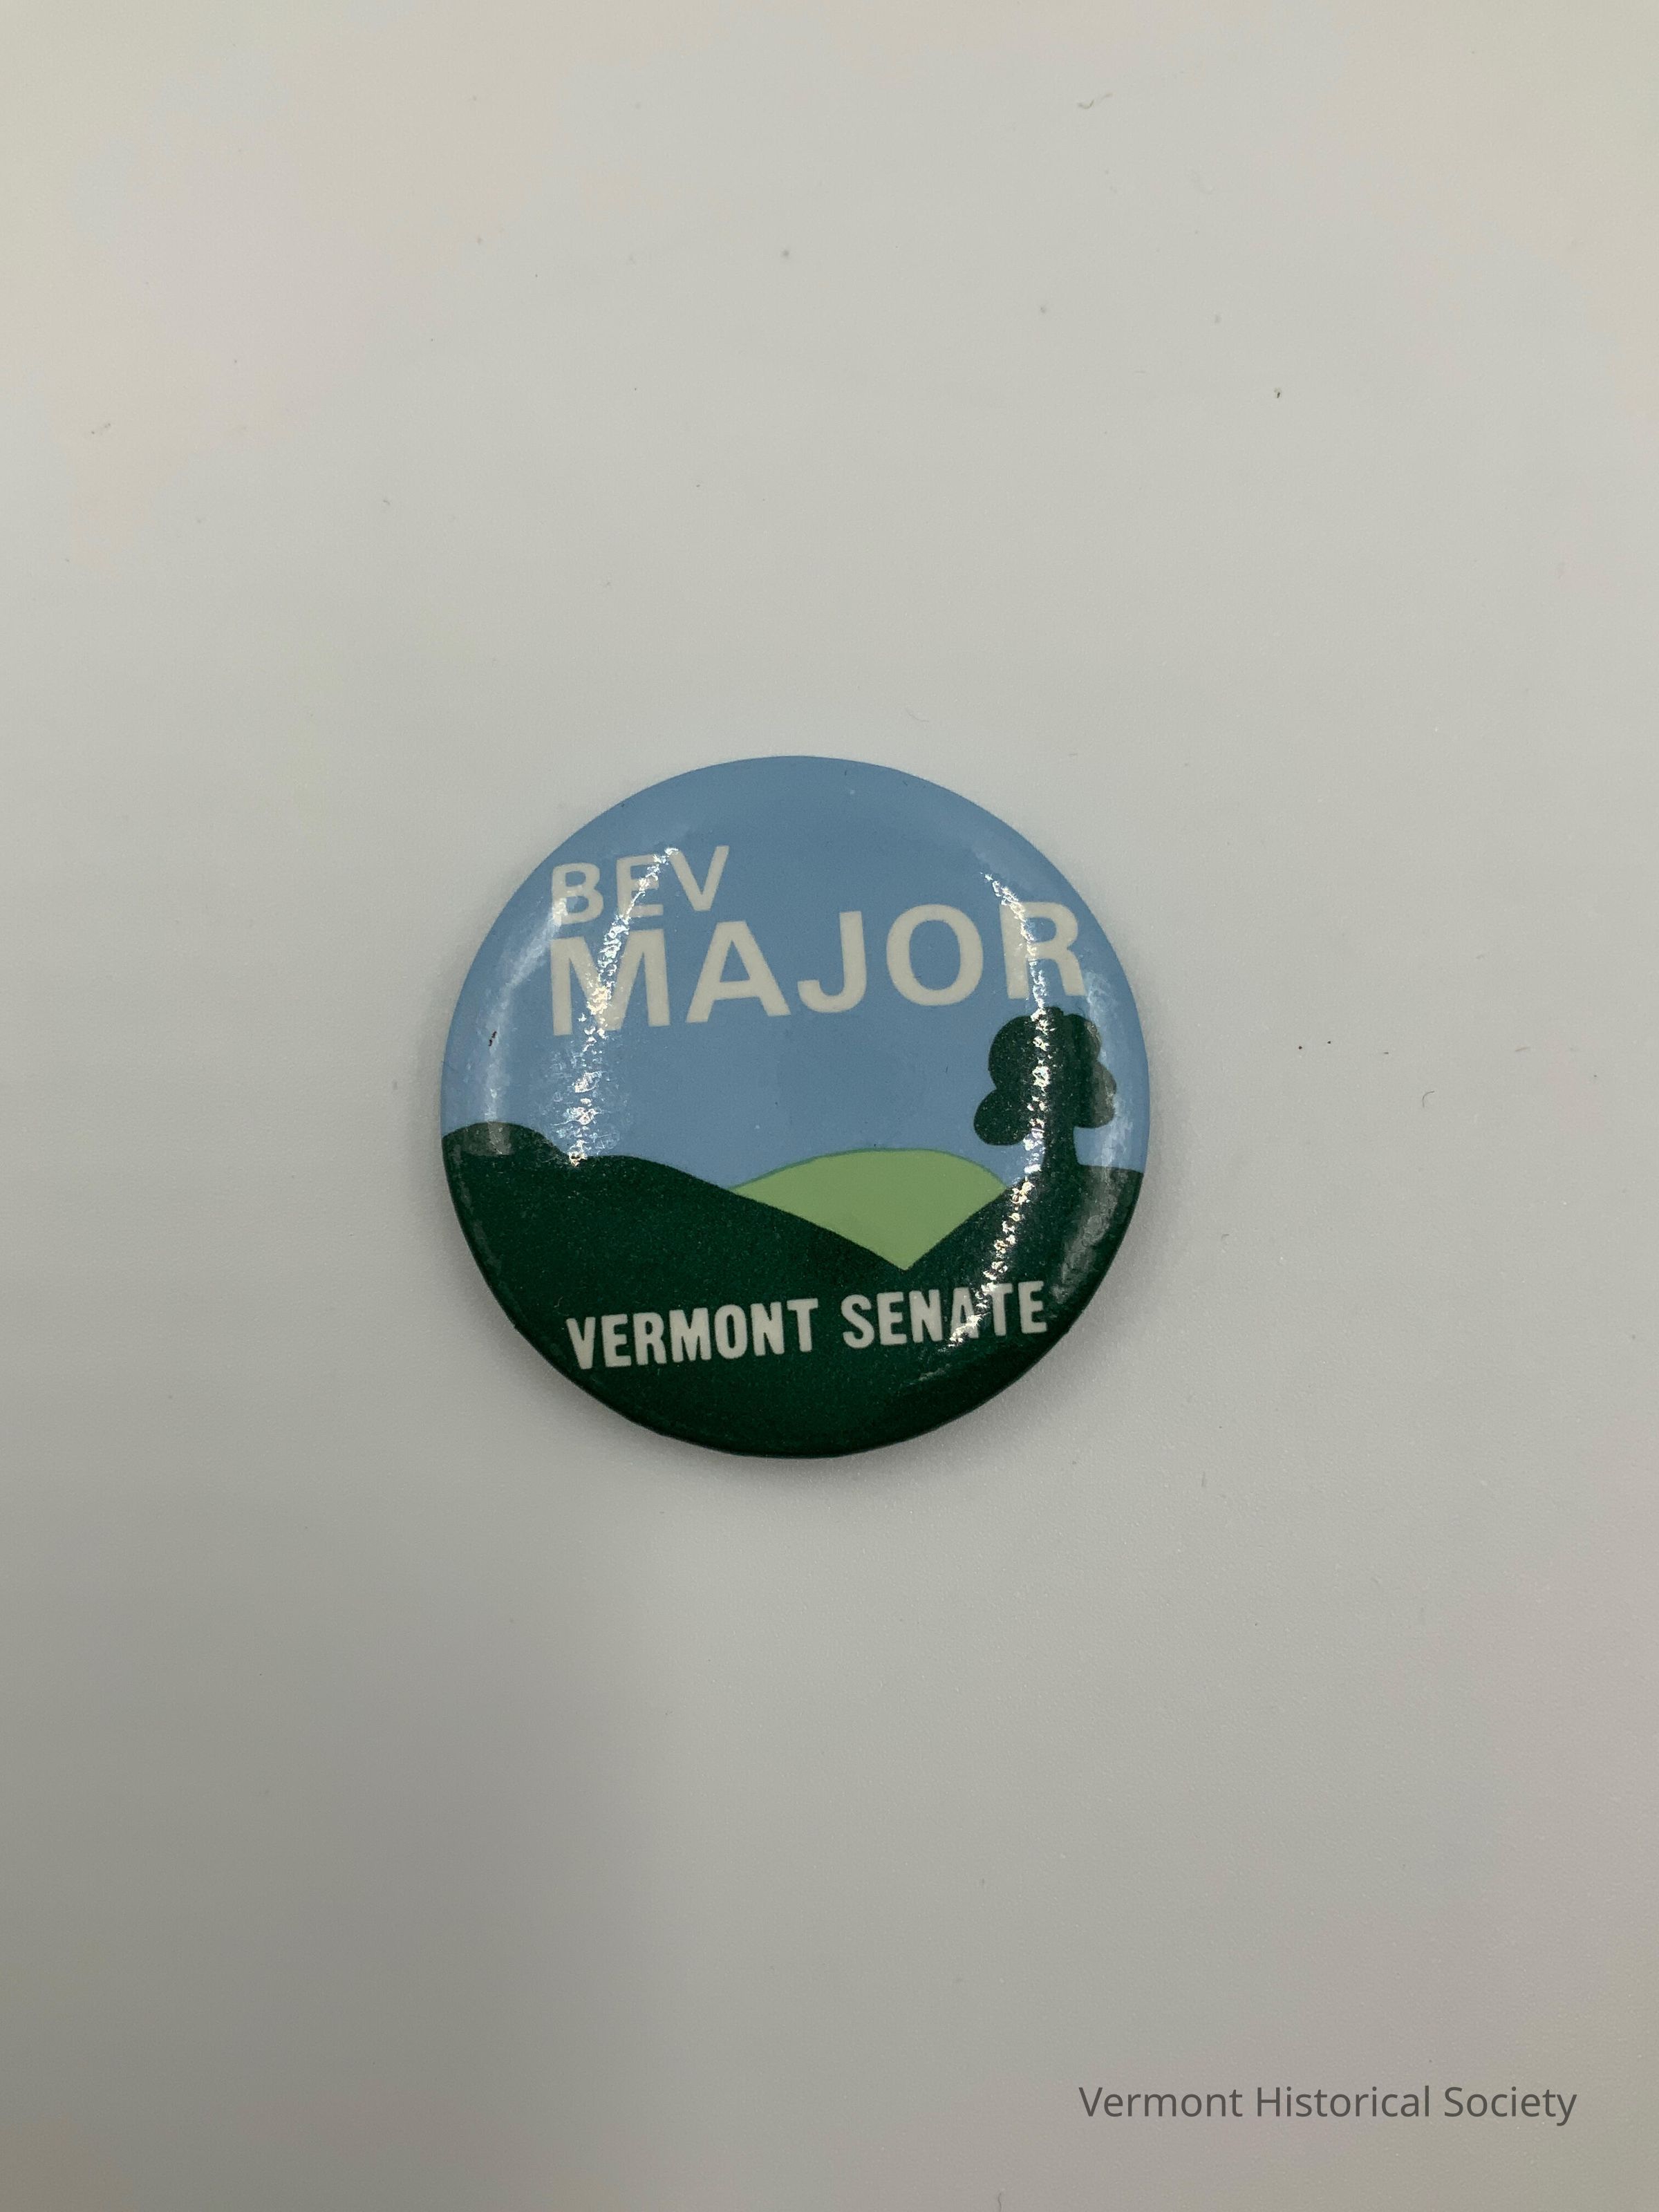 BEV
MAJOR
VERMONT SENATE
Vermont Historical Society